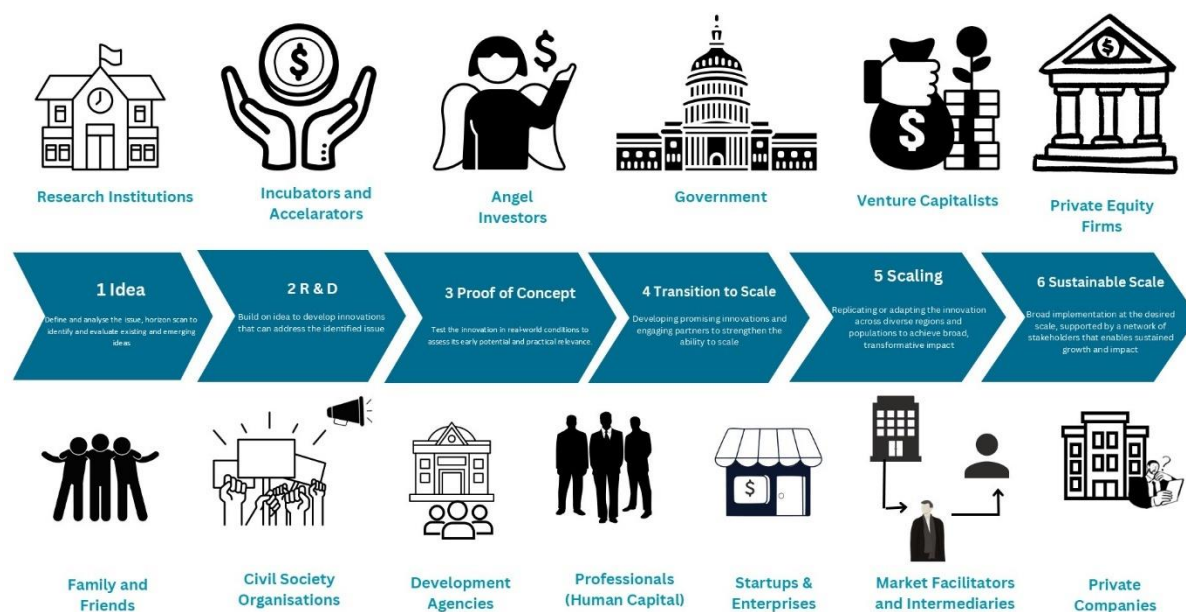 Research Institutions
Incubators and
Accelarators
Angel
Investors
Government
Venture Capitalists
Private Equity
Firms
1 Idea
Define and analyse the issue, horizon scan to
identify and evaluate existing and emerging
ideas
2 R & D
Build on idea to develop innovations
that can address the identified issue
3 Proof of Concept
Test the innovation in real-world conditions to
assess its early potential and practical relevance.
4 Transition to Scale
Developing promising innovations and
engaging partners to strengthen the
ability to scale
5 Scaling
Replicating or adapting the innovation
across diverse regions and
populations to achieve broad,
transformative impact
6 Sustainable Scale
Broad implementation at the desired
scale, supported by a network of
stakeholders that enables sustained
growth and impact
Family and
Friends
Civil Society
Organisations
Development
Agencies
Professionals
(Human Capital)
Startups &
Enterprises
Market Facilitators
and Intermediaries
Private
Companies